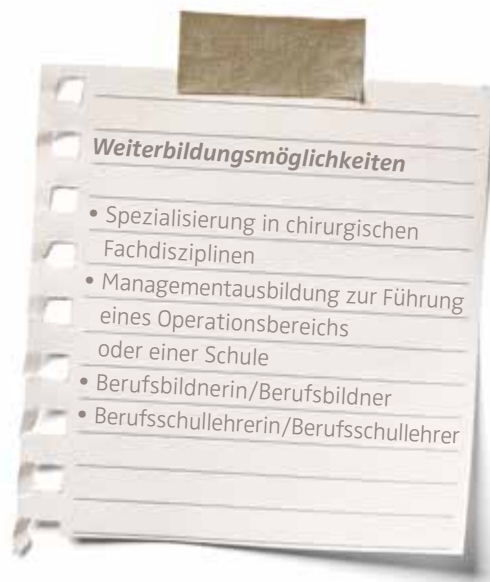 Weiterbildungsmöglichkeiten
• Spezialisierung in chirurgischen
Fachdisziplinen
• Managementausbildung zur Führung
eines Operationsbereichs
oder einer Schule
• Berufsbildnerin/Berufsbildner
• Berufsschullehrerin/Berufsschullehrer